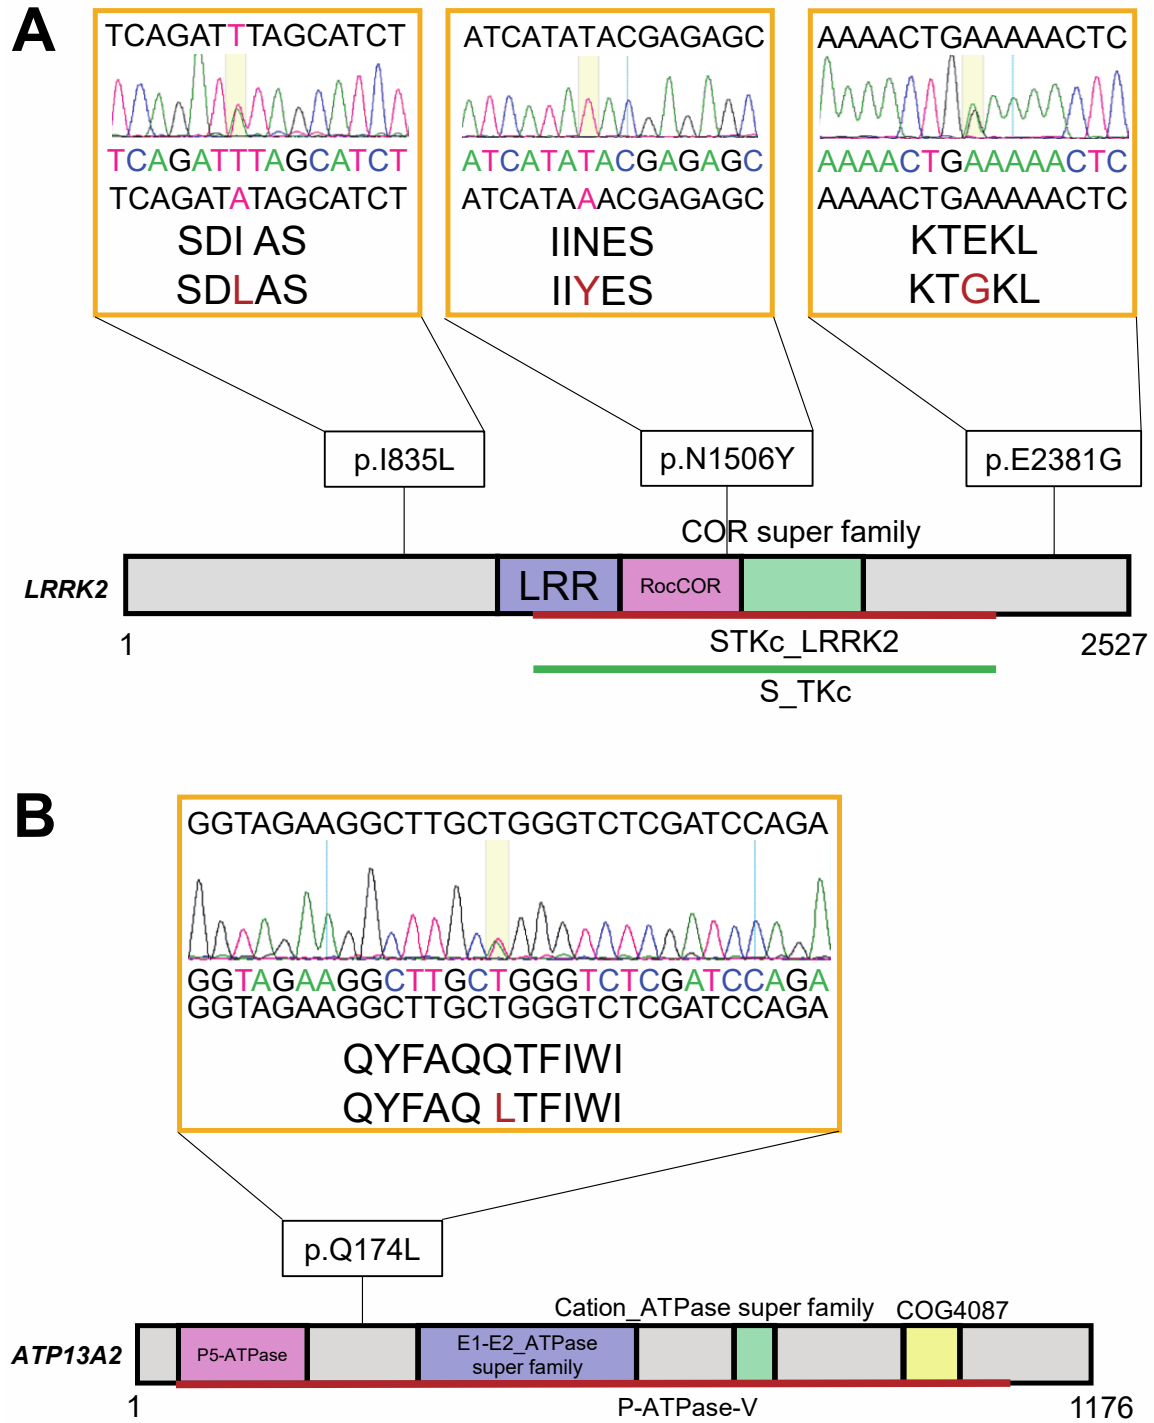 A
TCAGATTTAGCATCT
TCAGATTTAGCATCT
TCAGATATAGCATCT
SDI AS
SDLAS
ATCATATACGAGAGC
ATCATATACGAGAGC
ATCATAAACGAGAGC
IINES
IIYES
AAAACTGAAAAACTC
AAAACTGAAAAACTC
AAAACTGAAAAACTC
KTEKL
KTGKL
p.I835L
p.N1506Y
p.E2381G
COR super family
LRRK2
LRR
RocCOR
1
STKc_LRRK2
2527
S_TKc
B
GGTAGAAGGCTTGCTGGGTCTCGATCCAGA
GGTAGAAGGCTTGCTGGGTCTCGATCCAGA
GGTAGAAGGCTTGCTGGGTCTCGATCCAGA
QYFAQQTFIWI
QYFAQ LTFIWI
p.Q174L
Cation_ATPase super family
COG4087
ATP13A2
P5-ATPase
E1-E2_ATPase
super family
1
P-ATPase-V
1176